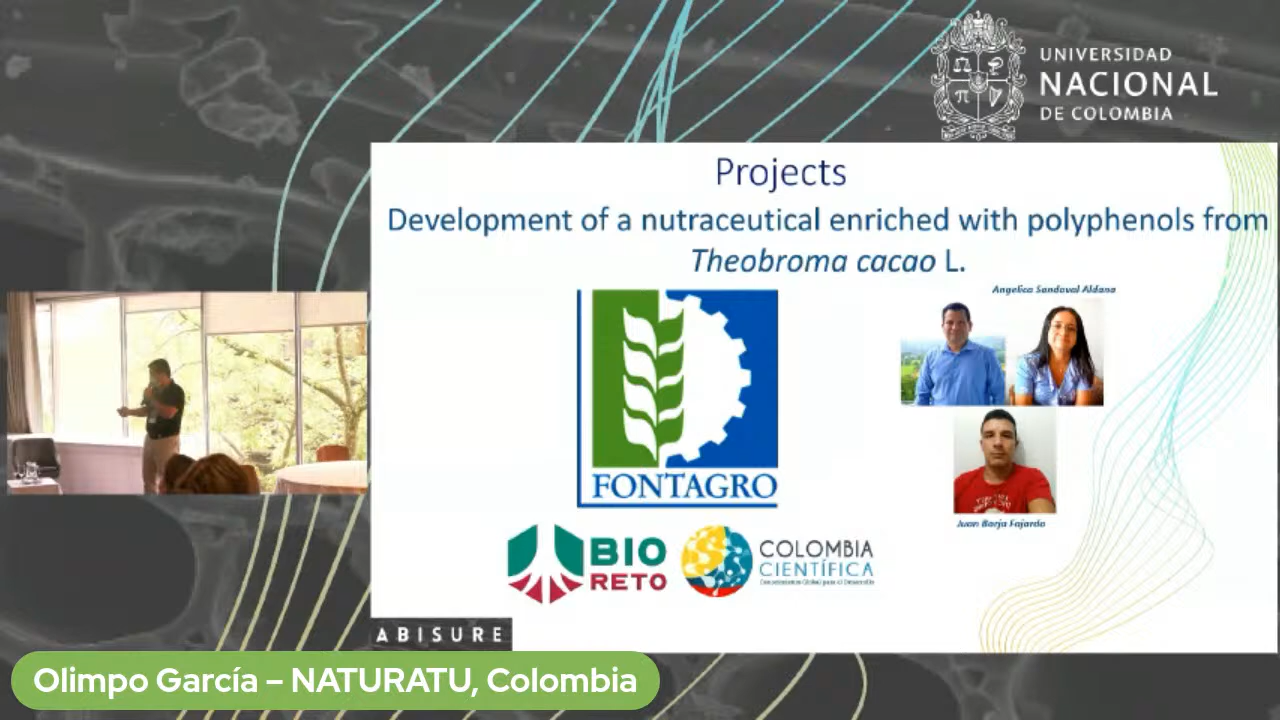 UNIVERSIDAD
NACIONAL
DE COLOMBIA
Projects
Development of a nutraceutical enriched with polyphenols from
Theobroma cacao L.
Angelica Sandoval Aldana
FONTAGRO
Juan Borja Fajardo
BIO
RETO
COLOMBIA
CIENTÍFICA
ABISURE
Olimpo García – NATURATU, Colombia